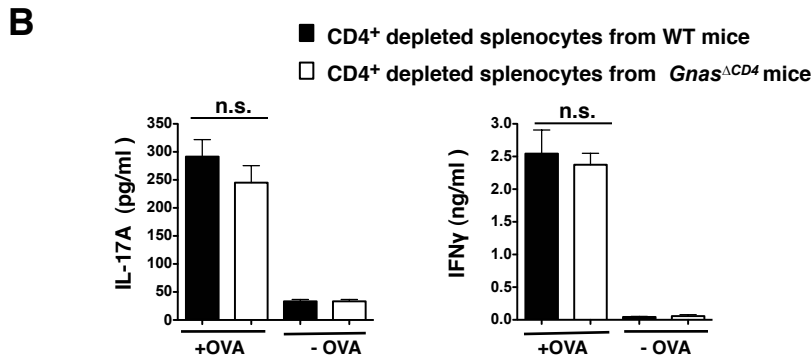 B
CD4⁺ depleted splenocytes from WT mice
CD4⁺ depleted splenocytes from Gnas^ΔCD4 mice
n.s.
350
300
250
200
150
100
50
0
IL-17A (pg/ml )
+OVA
- OVA
n.s.
3.0
2.5
2.0
1.5
1.0
0.5
0.0
IFNγ (ng/ml )
+OVA
- OVA